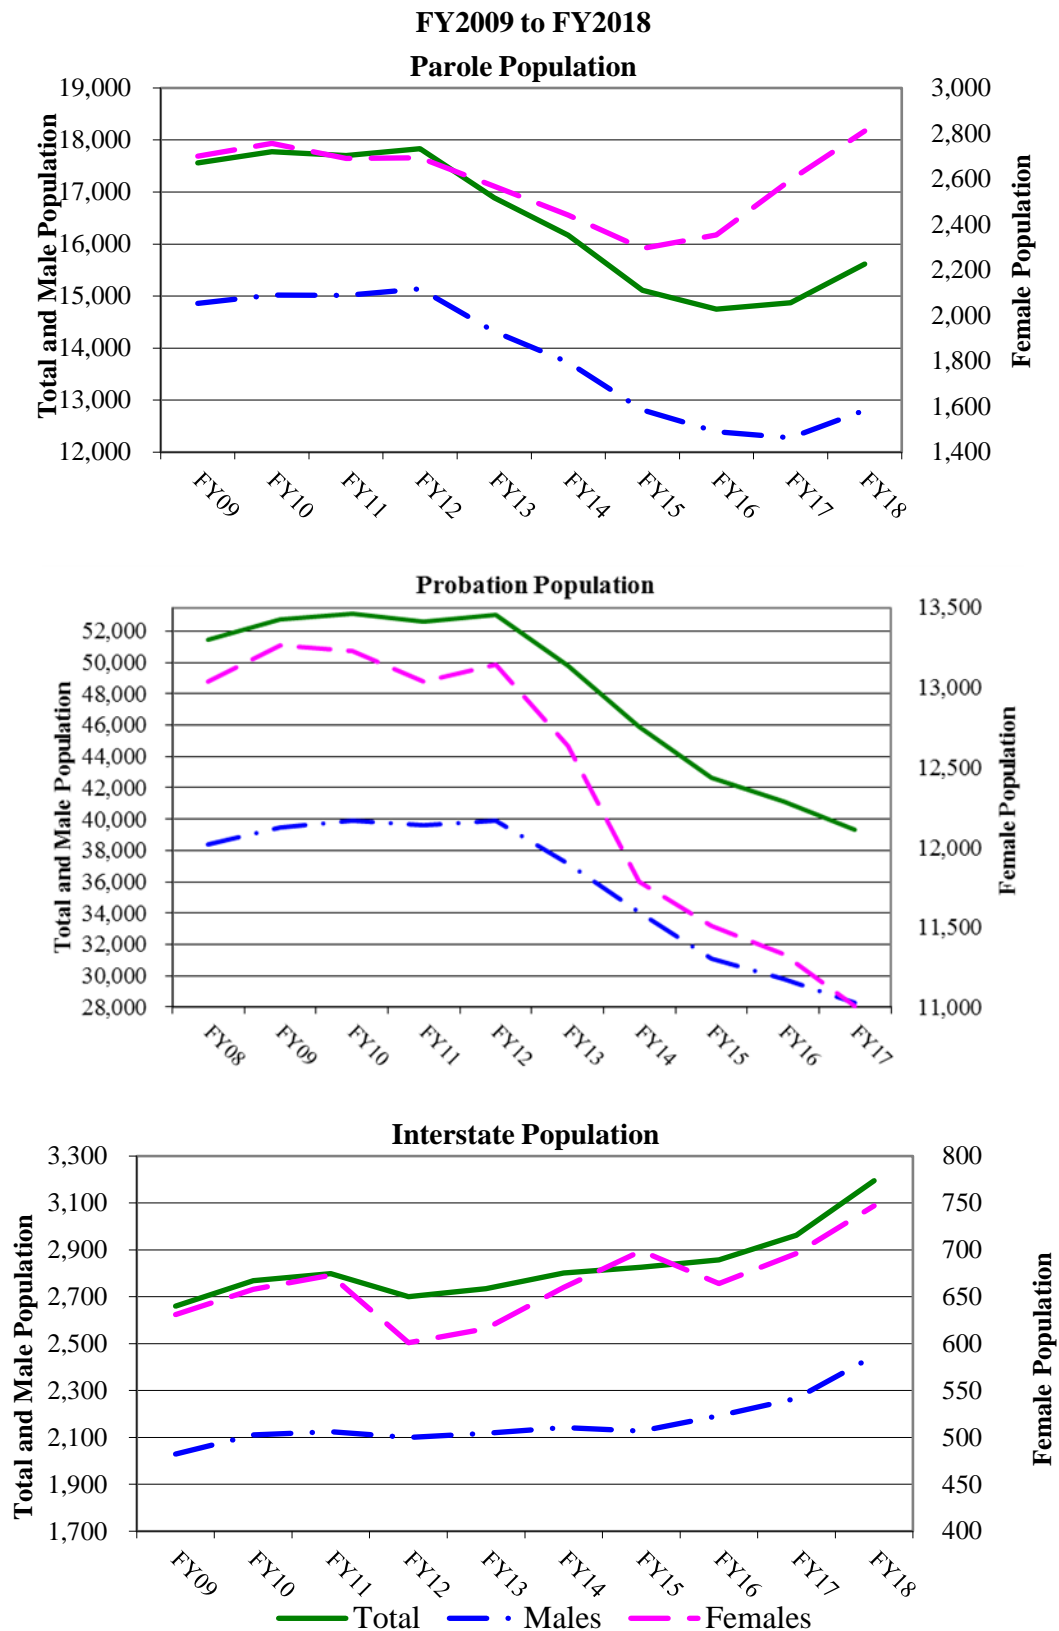 FY2009 to FY2018
Parole Population
Total and Male Population
19,000
18,000
17,000
16,000
15,000
14,000
13,000
12,000
3,000
2,800
2,600
2,400
2,200
2,000
1,800
1,600
1,400
Female Population
FY09
FY10
FY11
FY12
FY13
FY14
FY15
FY16
FY17
FY18
Probation Population
Total and Male Population
52,000
50,000
48,000
46,000
44,000
42,000
40,000
38,000
36,000
34,000
32,000
30,000
28,000
13,500
13,000
12,500
12,000
11,500
11,000
Female Population
FY08
FY09
FY10
FY11
FY12
FY13
FY14
FY15
FY16
FY17
Interstate Population
Total and Male Population
3,300
3,100
2,900
2,700
2,500
2,300
2,100
1,900
1,700
800
750
700
650
600
550
500
450
400
Female Population
FY09
FY10
FY11
FY12
FY13
FY14
FY15
FY16
FY17
FY18
Total
Males
Females